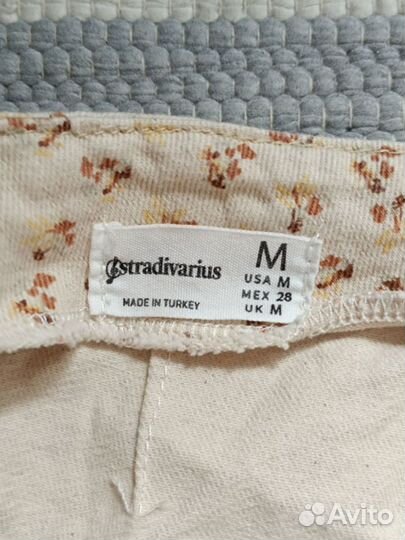 Stradivarius
MADE IN TURKEY
M
USA M
MEX 28
UK M
Avito